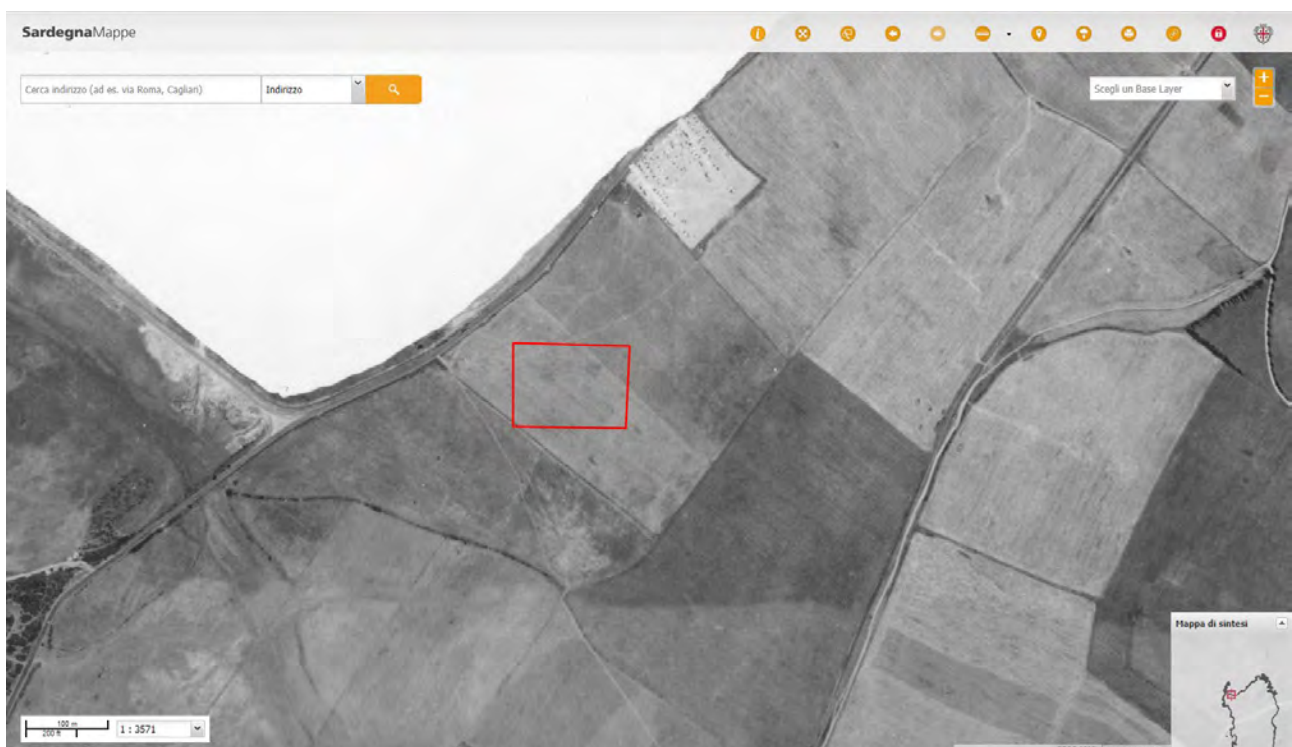 SardegnaMappe
Cerca indirizzo (ad es. via Roma, Cagliari)
Indirizzo
Scegli un Base Layer
+
−
Mappa di sintesi
100 m
200 ft
1 : 3571